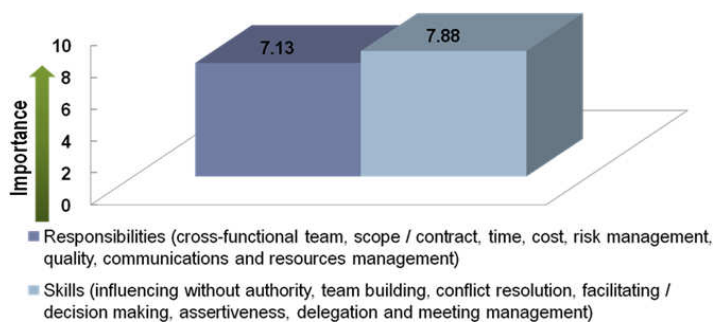 10
8
6
4
2
0
Importance
7.13
7.88
Responsibilities (cross-functional team, scope / contract, time, cost, risk management,
quality, communications and resources management)
Skills (influencing without authority, team building, conflict resolution, facilitating /
decision making, assertiveness, delegation and meeting management)